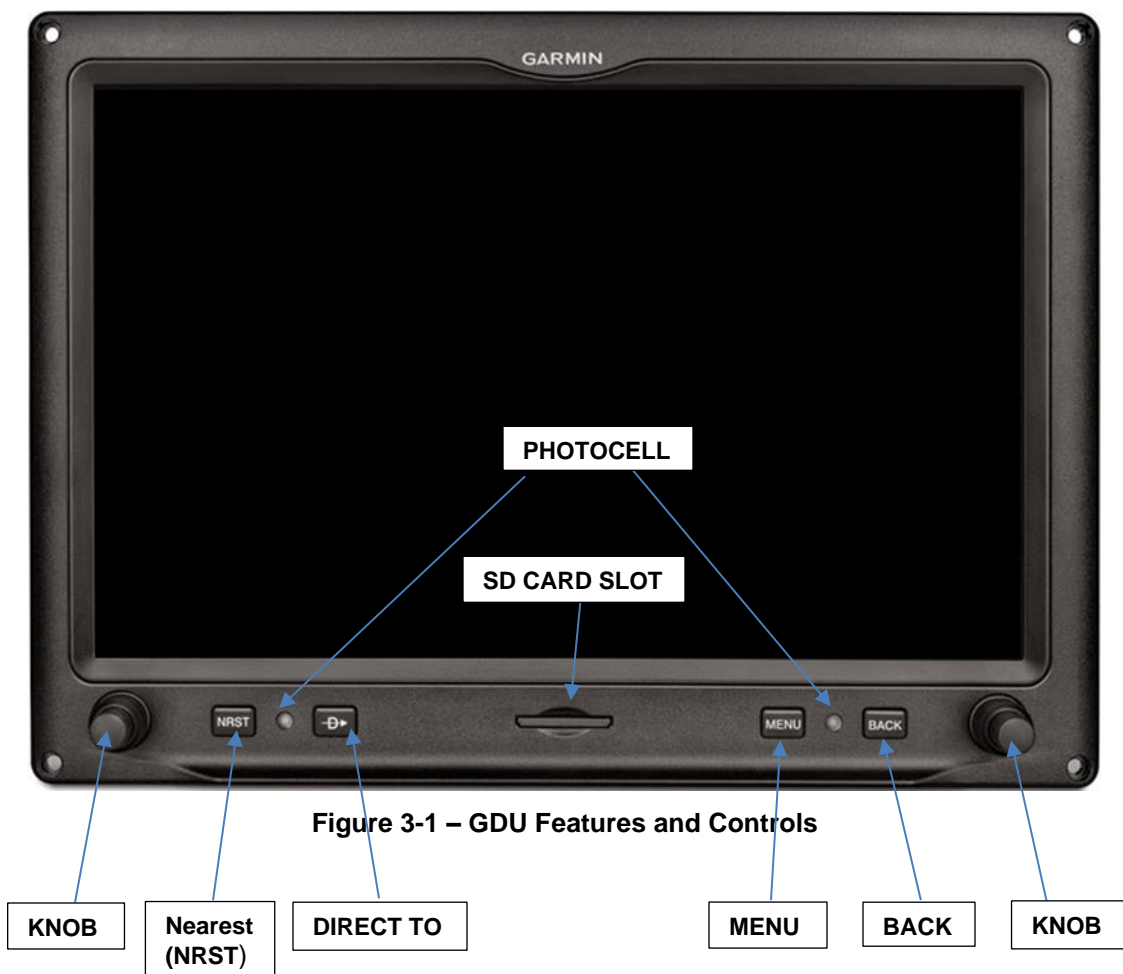 GARMIN
PHOTOCELL
SD CARD SLOT
NRST
D
MENU
BACK
Figure 3-1 – GDU Features and Controls
KNOB
Nearest
(NRST)
DIRECT TO
MENU
BACK
KNOB